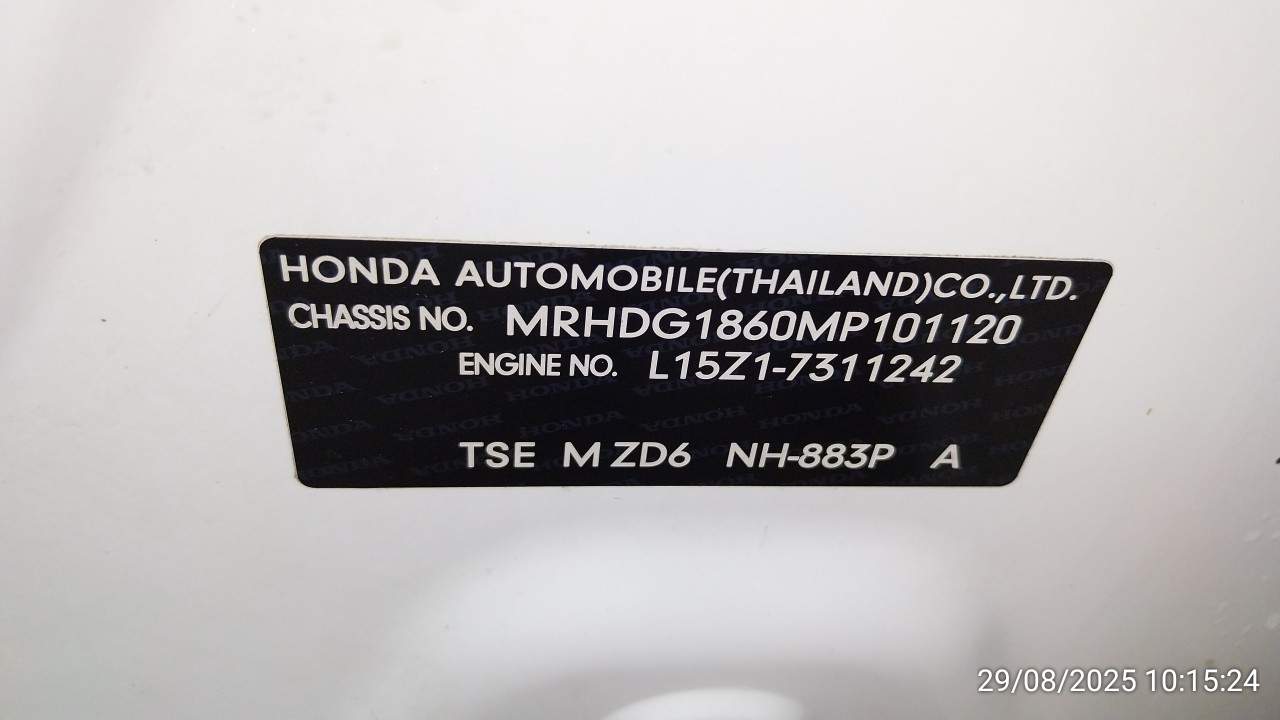 HONDA AUTOMOBILE(THAILAND)CO.,LTD.
CHASSIS NO. MRHDG1860MP101120
ENGINE NO. L15Z1-7311242
TSE M ZD6 NH-883P A
29/08/2025 10:15:24